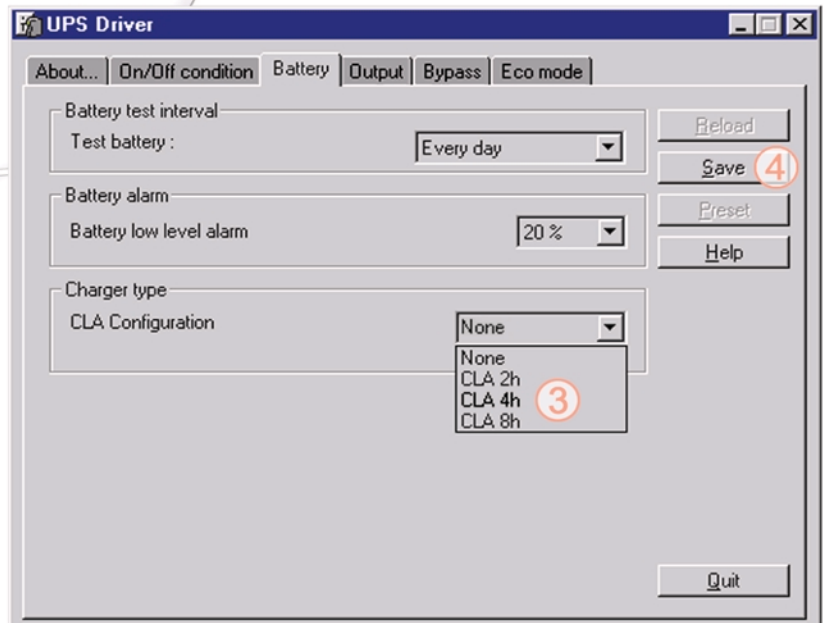 UPS Driver
About... On/Off condition Battery Output Bypass Eco mode
Battery test interval
Test battery :
Every day
Battery alarm
Battery low level alarm
20 %
Charger type
CLA Configuration
None
None
CLA 2h
CLA 4h
CLA 8h
3
Reload
Save
4
Preset
Help
Quit